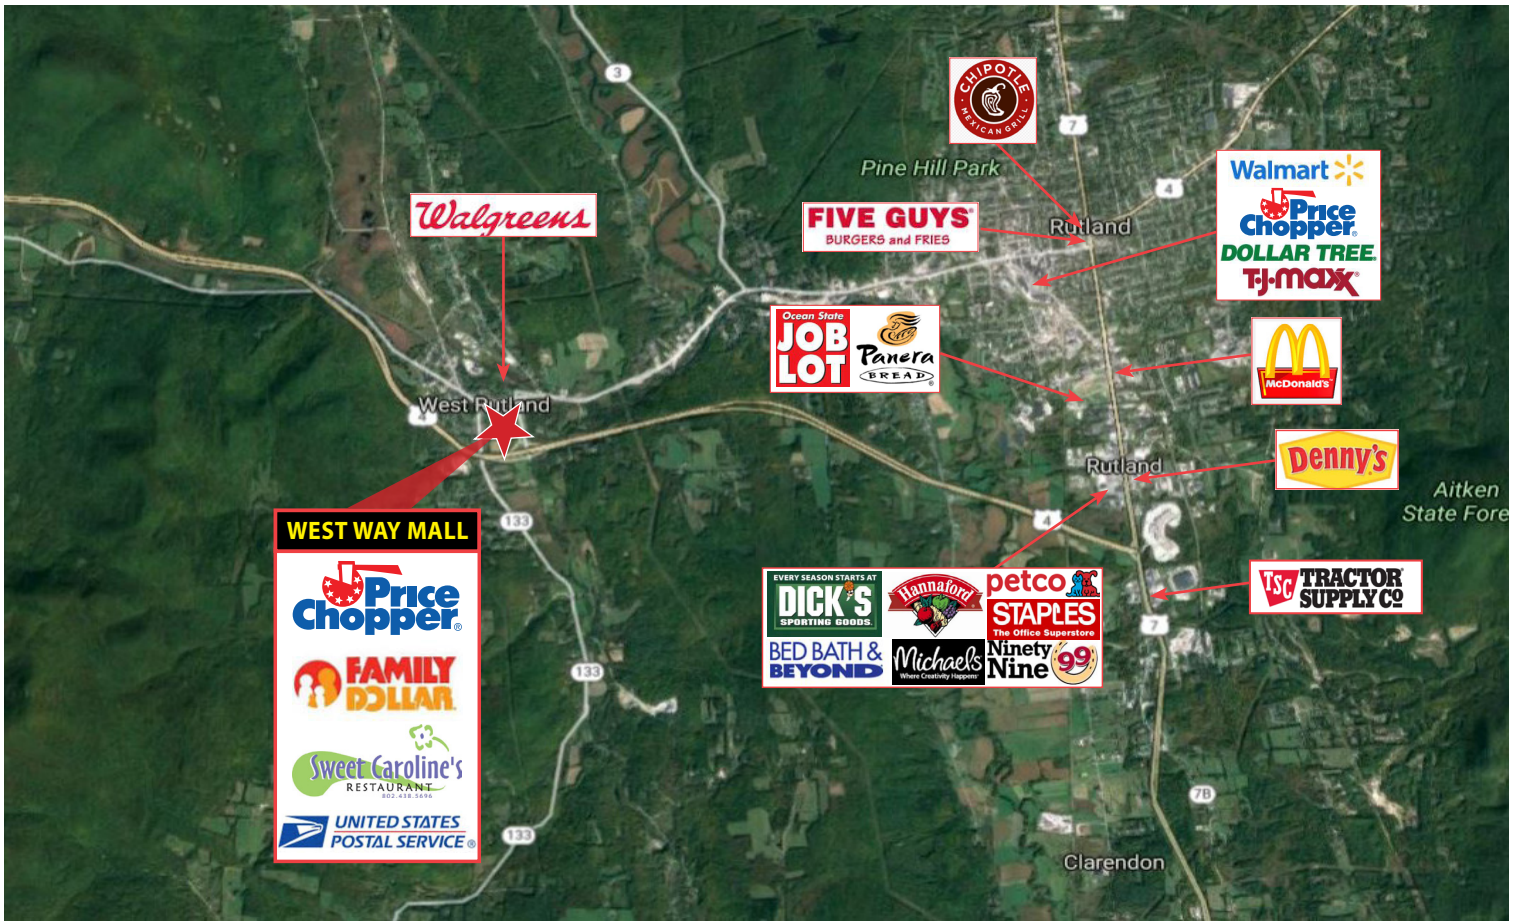 3
CHIPOTLE
MEXICAN GRILL
7
Pine Hill Park
4
Walmart
Price
Chopper®
DOLLAR TREE®
T•J•maxx®
Walgreens
FIVE GUYS®
BURGERS and FRIES
Rutland
Ocean State
JOB
LOT
Panera
BREAD®
McDonald's
West Rutland
4
Denny's
Rutland
Aitken
State Fore
133
4
WEST WAY MALL
Price
Chopper®
FAMILY
DOLLAR
Sweet Caroline's
RESTAURANT
802.438.5696
UNITED STATES
POSTAL SERVICE®
EVERY SEASON STARTS AT
DICK'S
SPORTING GOODS
Hannaford
petco
STAPLES
The Office Superstore
BED BATH &
BEYOND
Michaels
Where Creativity Happens
Ninety
Nine
99
TSC
TRACTOR
SUPPLY CO
7
133
7B
133
Clarendon